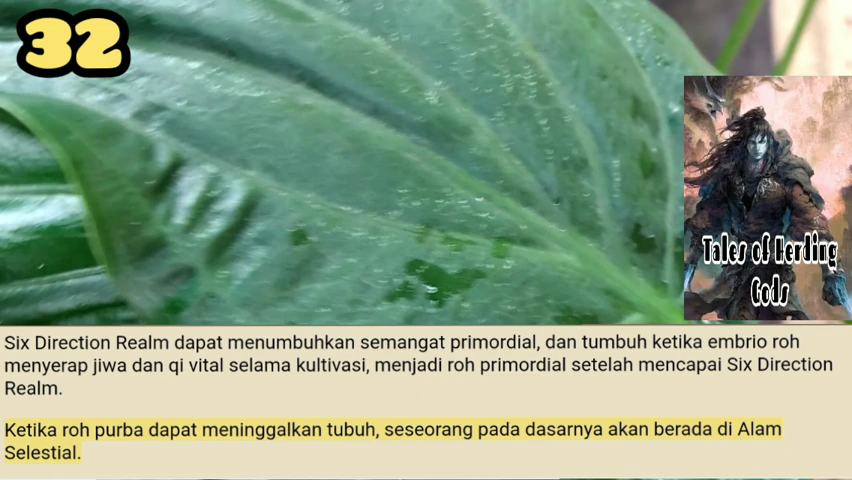 32
Tales of Herding
Gods
Six Direction Realm dapat menumbuhkan semangat primordial, dan tumbuh ketika embrio roh
menyerap jiwa dan qi vital selama kultivasi, menjadi roh primordial setelah mencapai Six Direction
Realm.
Ketika roh purba dapat meninggalkan tubuh, seseorang pada dasarnya akan berada di Alam
Selestial.